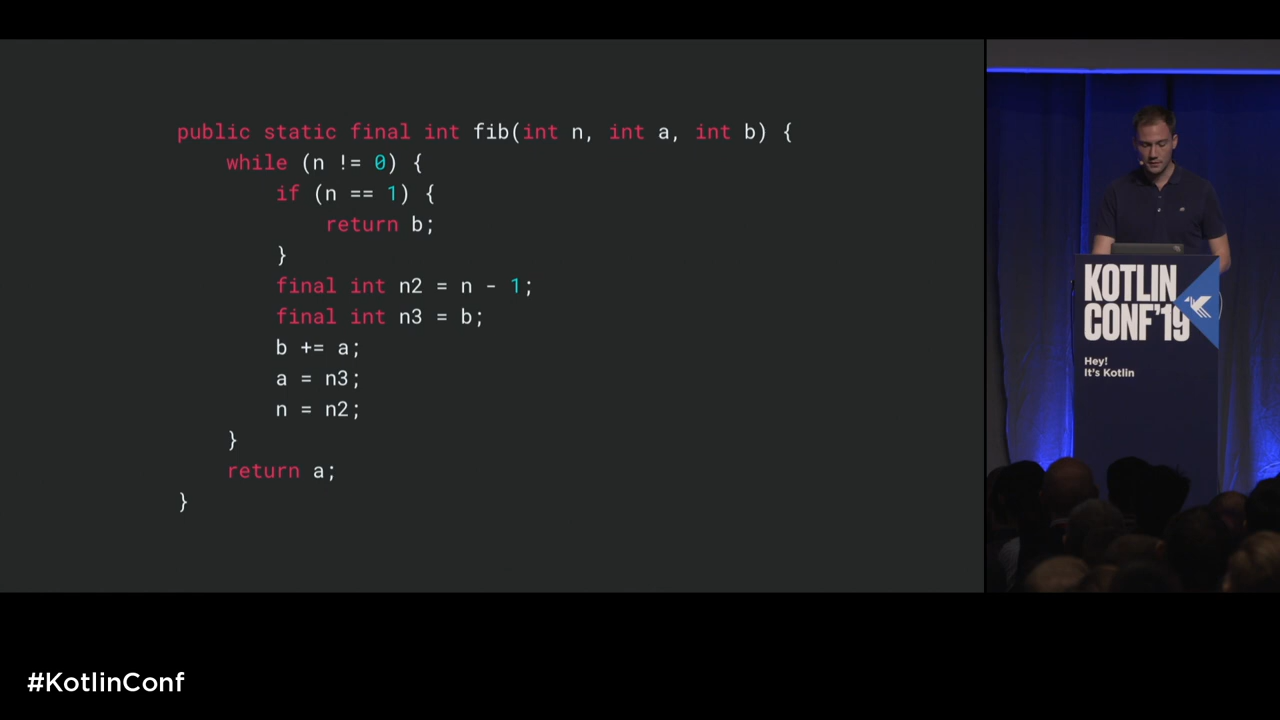 public static final int fib(int n, int a, int b) {
    while (n != 0) {
        if (n == 1) {
            return b;
        }
        final int n2 = n - 1;
        final int n3 = b;
        b += a;
        a = n3;
        n = n2;
    }
    return a;
}
KOTLIN
CONF'19
Hey!
It's Kotlin
#KotlinConf